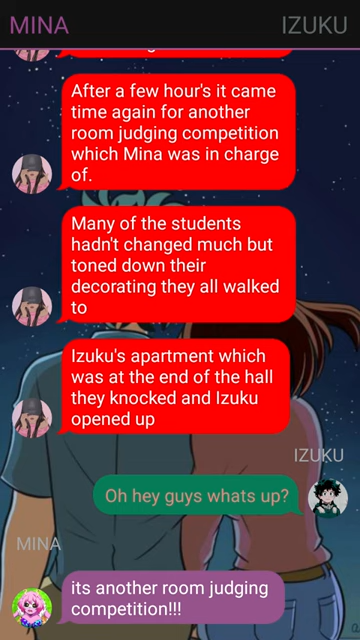 MINA
IZUKU
After a few hour's it came
time again for another
room judging competition
which Mina was in charge
of.
Many of the students
hadn't changed much but
toned down their
decorating they all walked
to
Izuku's apartment which
was at the end of the hall
they knocked and Izuku
opened up
IZUKU
Oh hey guys whats up?
MINA
its another room judging
competition!!!